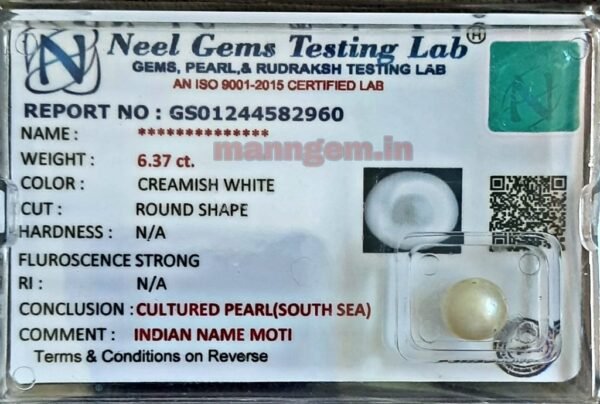 N
Neel Gems Testing Lab®
GEMS, PEARL,& RUDRAKSH TESTING LAB
AN ISO 9001-2015 CERTIFIED LAB
REPORT NO : GS01244582960
NAME : **************
manngem.in
WEIGHT : 6.37 ct.
COLOR : CREAMISH WHITE
CUT : ROUND SHAPE
HARDNESS : N/A
FLUROSCENCE STRONG
RI : N/A
CONCLUSION : CULTURED PEARL(SOUTH SEA)
COMMENT : INDIAN NAME MOTI
Terms & Conditions on Reverse
N